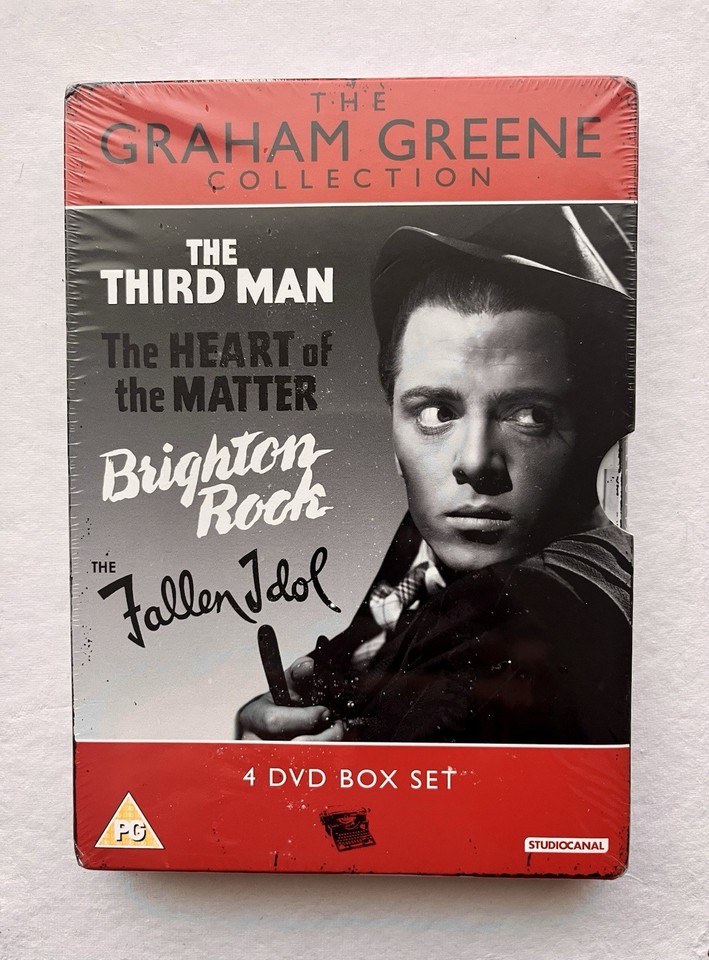 THE
GRAHAM GREENE
COLLECTION
THE
THIRD MAN
The HEART of
the MATTER
Brighton
Rock
THE
Fallen Idol
4 DVD BOX SET
PG
STUDIOCANAL